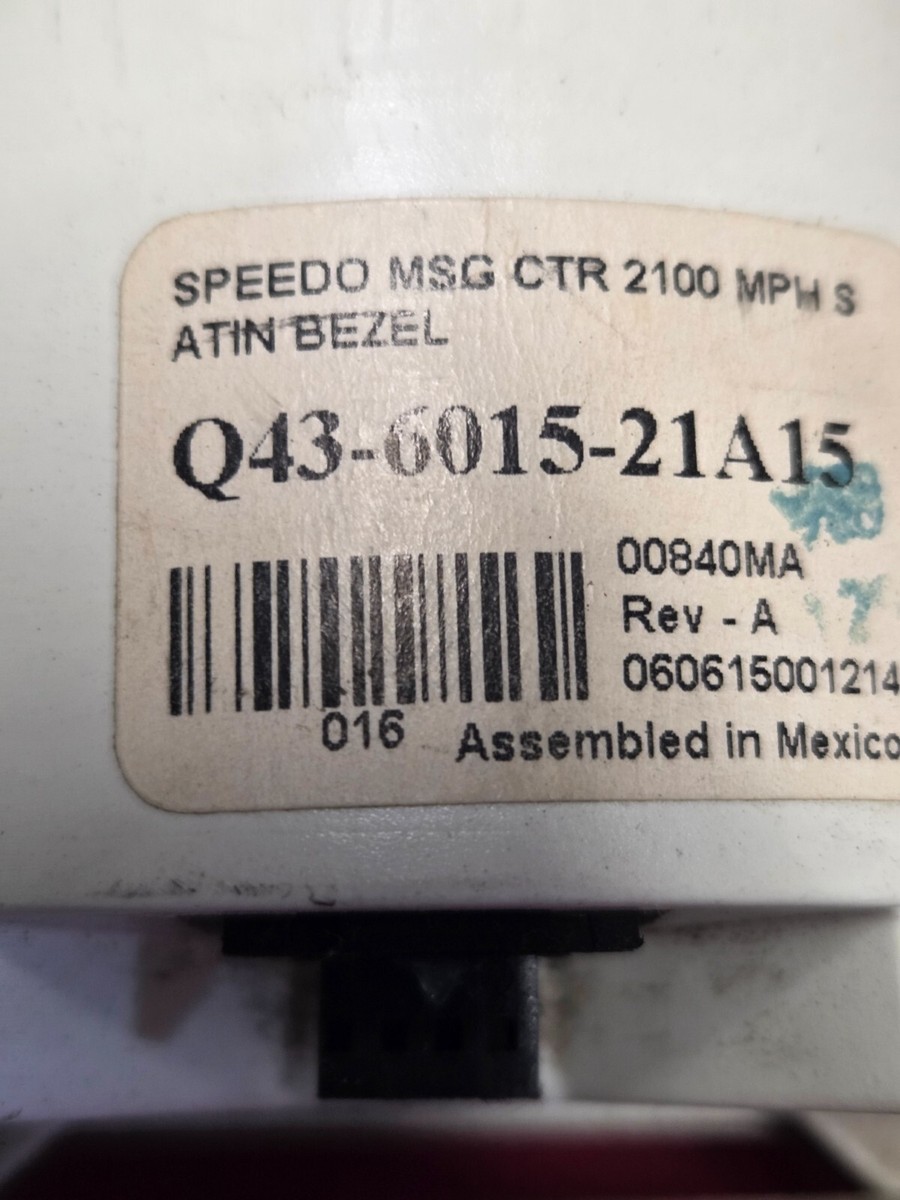 SPEEDO MSG CTR 2100 MPH S
ATIN BEZEL
Q43-6015-21A15
00840MA
Rev - A
060615001214
016
Assembled in Mexico